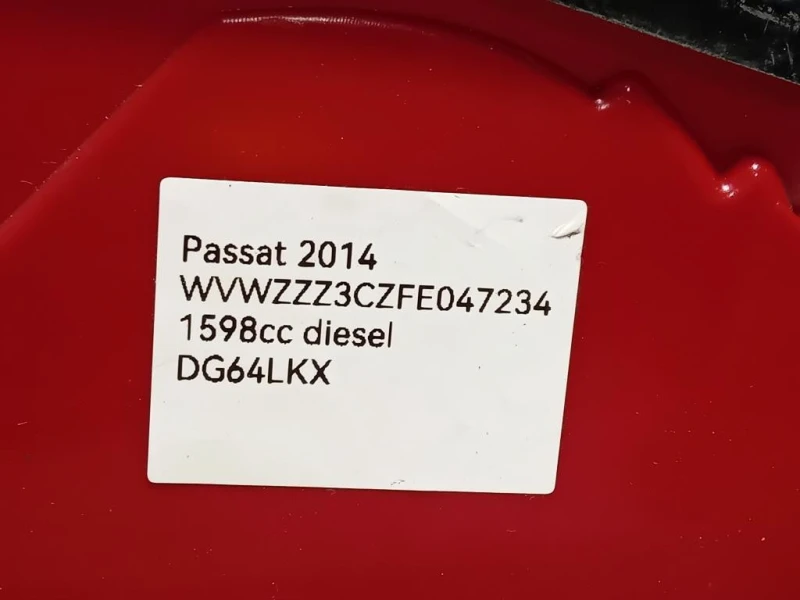 Passat 2014
WVWZZZ3CZFE047234
1598cc diesel
DG64LKX